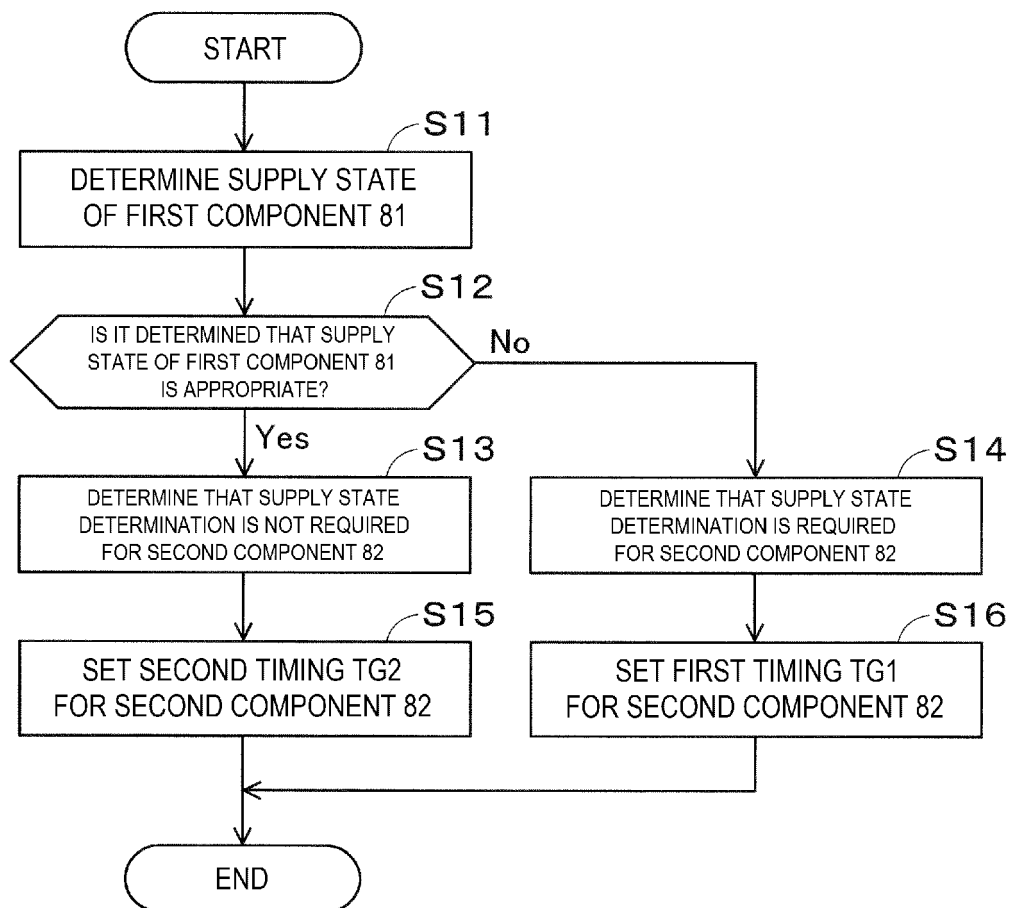 START
S11
DETERMINE SUPPLY STATE
OF FIRST COMPONENT 81
S12
IS IT DETERMINED THAT SUPPLY
STATE OF FIRST COMPONENT 81
IS APPROPRIATE?
No
Yes
S13
DETERMINE THAT SUPPLY STATE
DETERMINATION IS NOT REQUIRED
FOR SECOND COMPONENT 82
S14
DETERMINE THAT SUPPLY STATE
DETERMINATION IS REQUIRED
FOR SECOND COMPONENT 82
S15
SET SECOND TIMING TG2
FOR SECOND COMPONENT 82
S16
SET FIRST TIMING TG1
FOR SECOND COMPONENT 82
END